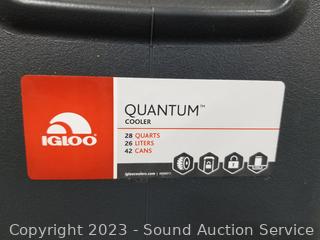 IGLOO
QUANTUM™
COOLER
28 QUARTS
26 LITERS
42 CANS
igloocoolers.com
Copyright © 2023 - Sound Auction Service